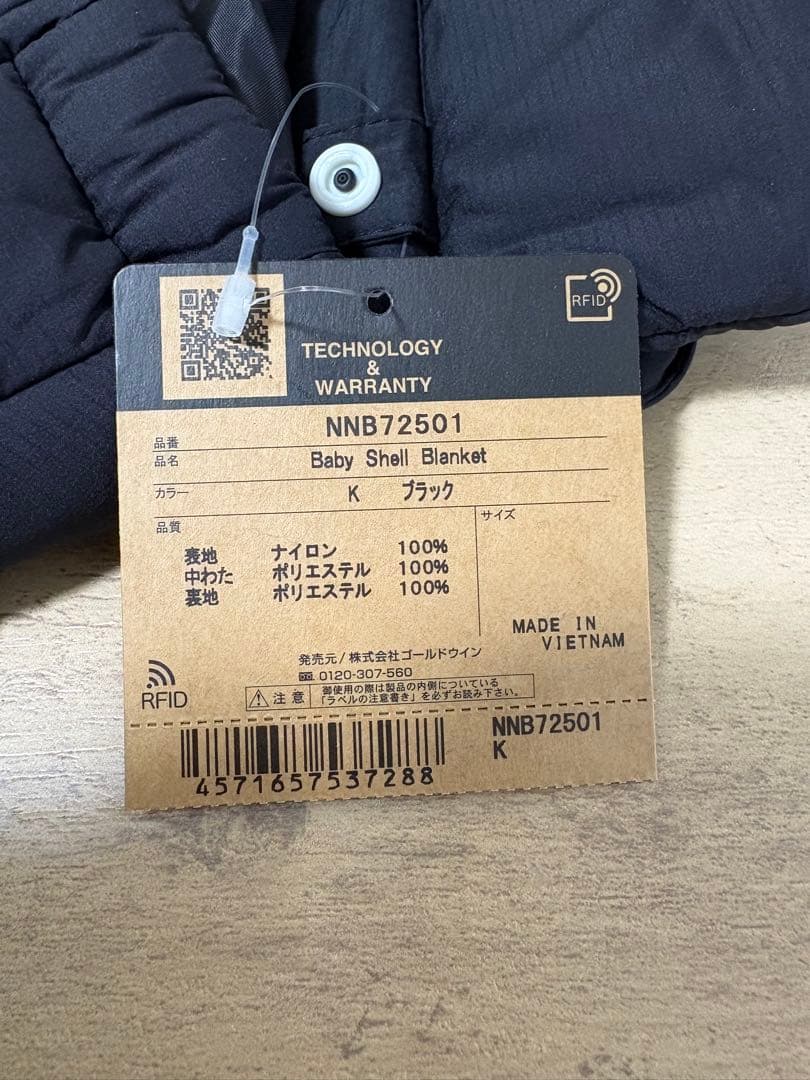 RFID
TECHNOLOGY
&
WARRANTY
品番 NNB72501
品名 Baby Shell Blanket
カラー K ブラック
品質 サイズ
表地 ナイロン 100%
中わた ポリエステル 100%
裏地 ポリエステル 100%
MADE IN
VIETNAM
発売元/株式会社ゴールドウイン
0120-307-560
RFID
注意 御使用の際は製品の内側についている
「ラベルの注意書き」を必ずお読み下さい。
NNB72501
K
4571657537288